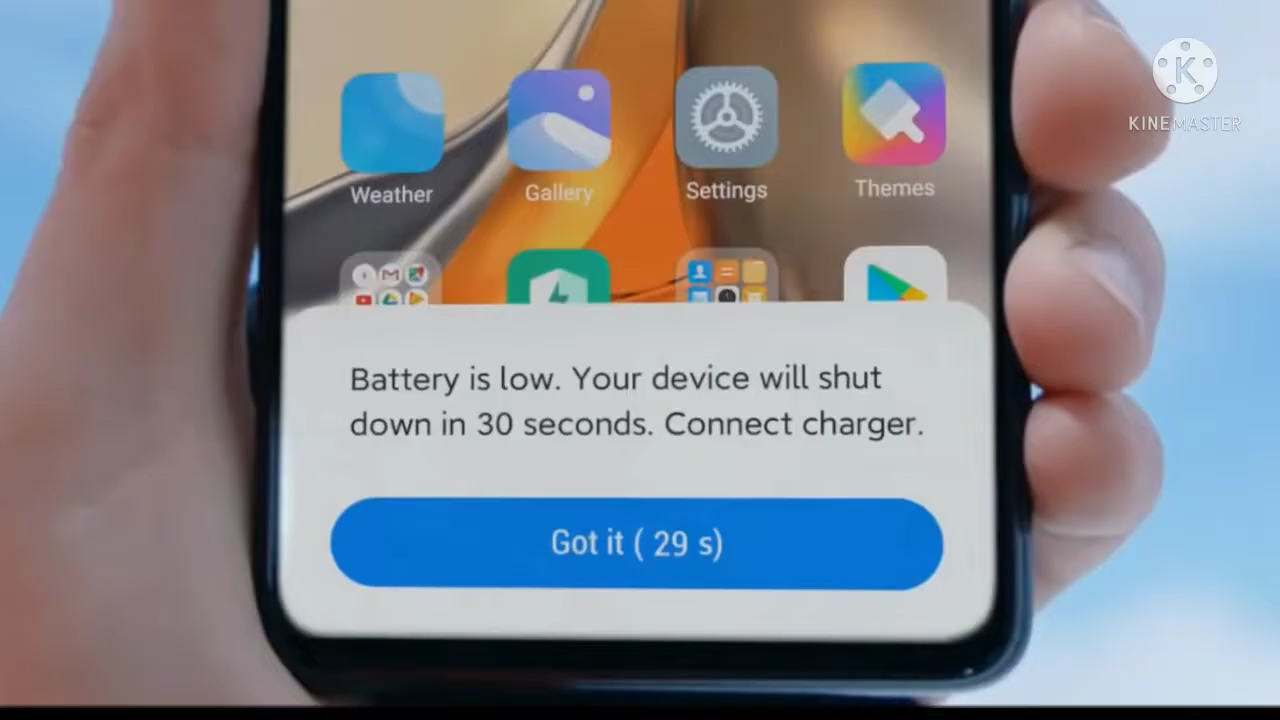 KINEMASTER
Weather
Gallery
Settings
Themes
Battery is low. Your device will shut
down in 30 seconds. Connect charger.
Got it ( 29 s)